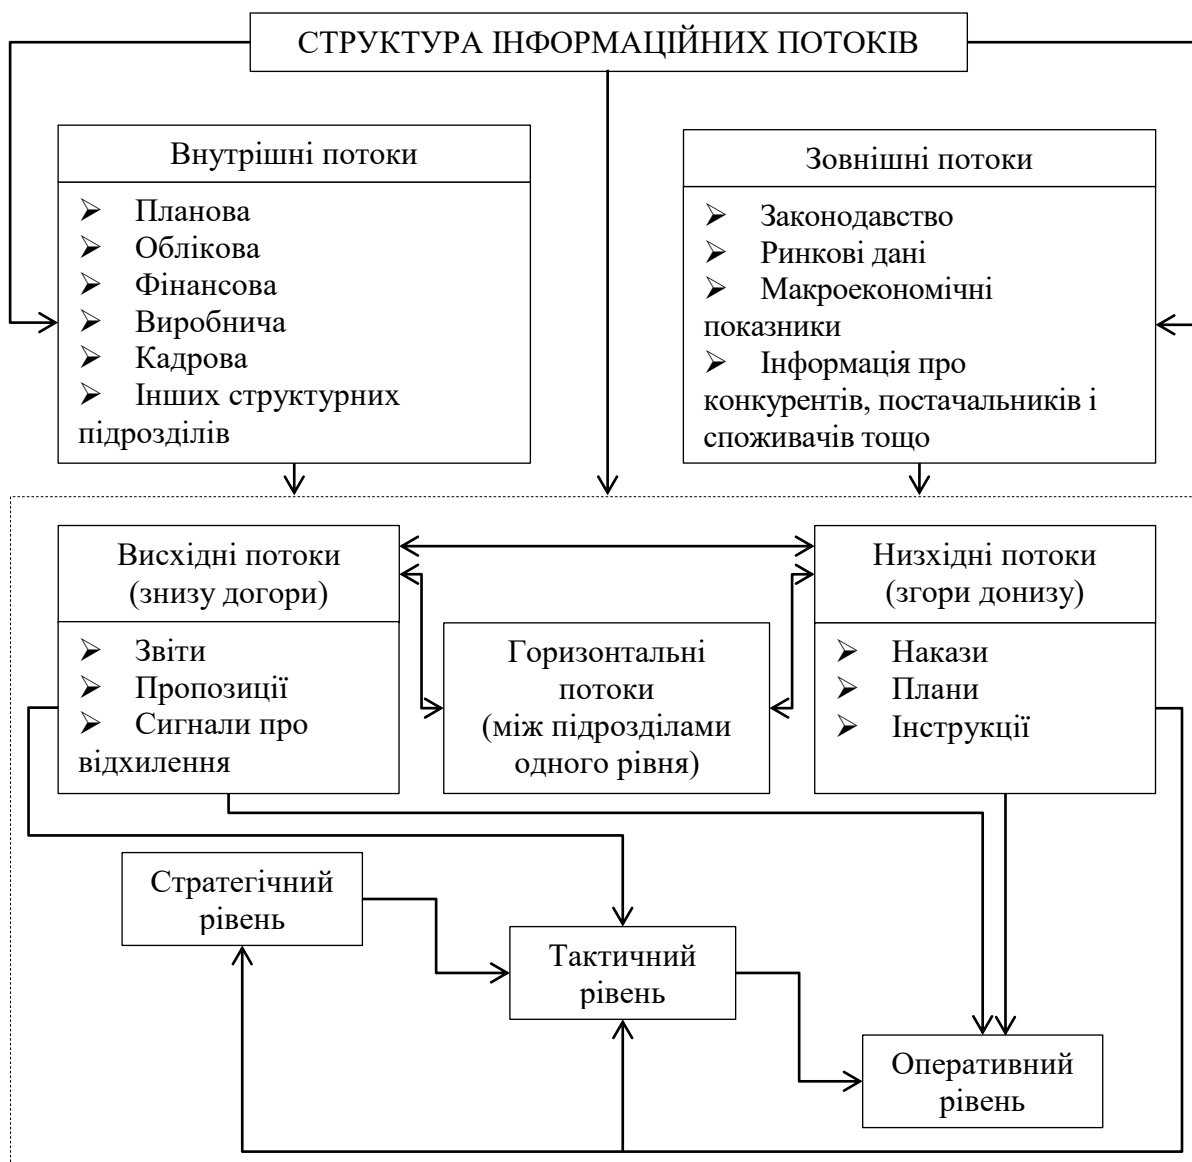 СТРУКТУРА ІНФОРМАЦІЙНИХ ПОТОКІВ
Внутрішні потоки
➢ Планова
➢ Облікова
➢ Фінансова
➢ Виробнича
➢ Кадрова
➢ Інших структурних
підрозділів
Зовнішні потоки
➢ Законодавство
➢ Ринкові дані
➢ Макроекономічні
показники
➢ Інформація про
конкурентів, постачальників і
споживачів тощо
Висхідні потоки
(знизу догори)
➢ Звіти
➢ Пропозиції
➢ Сигнали про
відхилення
Горизонтальні
потоки
(між підрозділами
одного рівня)
Низхідні потоки
(згори донизу)
➢ Накази
➢ Плани
➢ Інструкції
Стратегічний
рівень
Тактичний
рівень
Оперативний
рівень